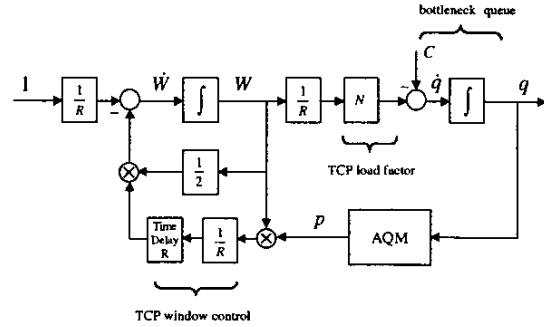 bottleneck queue
C
1
1
R
−
Ẇ
∫
W
1
R
N
−
q̇
∫
q
TCP load factor
×
1
2
Time
Delay
R
1
R
×
p
AQM
TCP window control